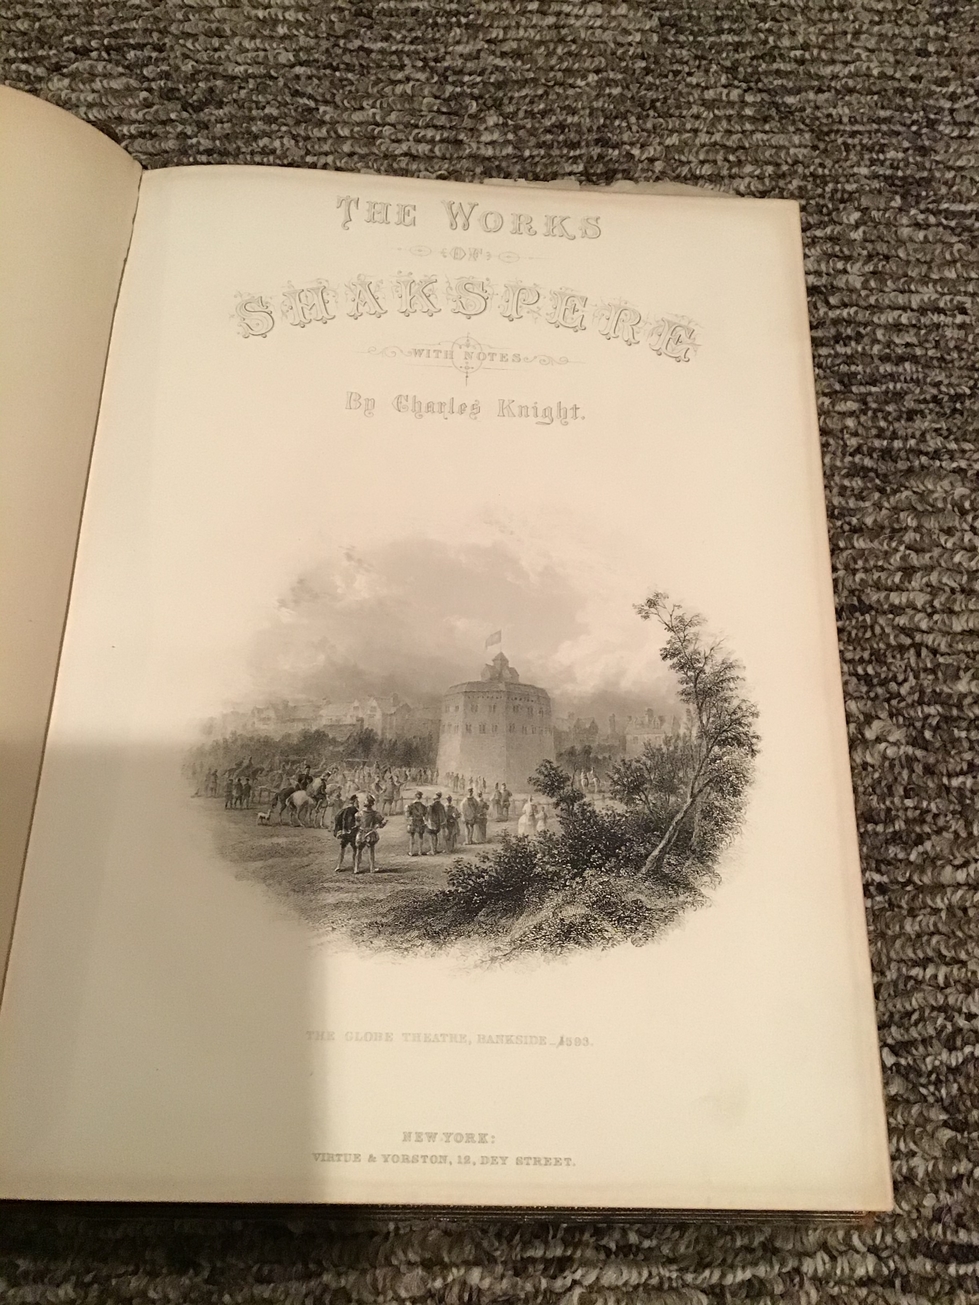 THE WORKS
OF
SHAKSPERE
WITH NOTES
By Charles Knight.
THE GLOBE THEATRE, BANKSIDE. 1593.
NEW-YORK:
VIRTUE & YORSTON, 12, DEY STREET.